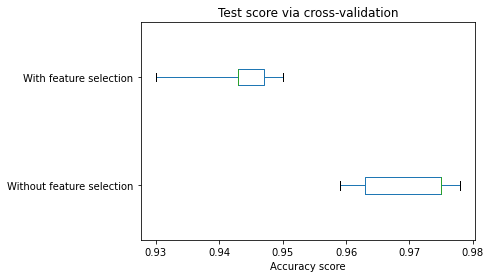 Test score via cross-validation
With feature selection
Without feature selection
0.93 0.94 0.95 0.96 0.97 0.98
Accuracy score